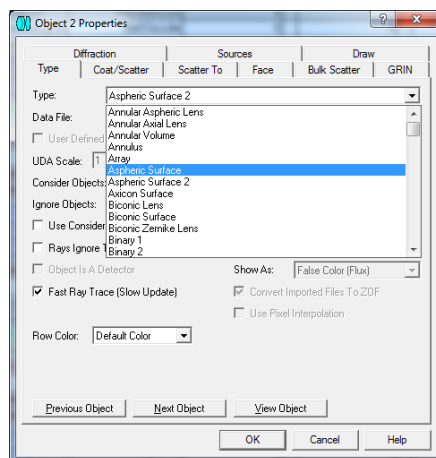 Object 2 Properties
?
Diffraction Sources Draw
Type Coat/Scatter Scatter To Face Bulk Scatter GRIN
Type: Aspheric Surface 2
Data File: Annular Aspheric Lens
Annular Axial Lens
User Defined Annular Volume
Annulus
UDA Scale: 1 Array
Aspheric Surface
Consider Objects: Aspheric Surface 2
Axicon Surface
Ignore Objects: Biconic Lens
Biconic Surface
Use Consider Biconic Zernike Lens
Binary 1
Rays Ignore Binary 2
Object Is A Detector Show As: False Color (Flux)
Fast Ray Trace (Slow Update) Convert Imported Files To ZOF
Use Pixel Interpolation
Row Color: Default Color
Previous Object Next Object View Object
OK Cancel Help